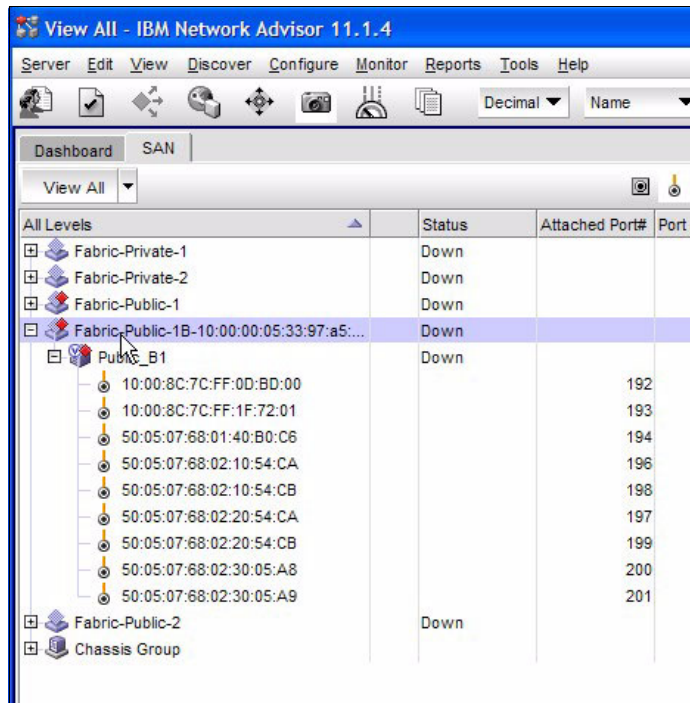 View All - IBM Network Advisor 11.1.4
Server Edit View Discover Configure Monitor Reports Tools Help
Decimal Name
Dashboard SAN
View All
All Levels Status Attached Port# Port
Fabric-Private-1 Down
Fabric-Private-2 Down
Fabric-Public-1 Down
Fabric-Public-1B-10:00:00:05:33:97:a5:... Down
Public_B1 Down
10:00:8C:7C:FF:0D:BD:00 192
10:00:8C:7C:FF:1F:72:01 193
50:05:07:68:01:40:B0:C6 194
50:05:07:68:02:10:54:CA 196
50:05:07:68:02:10:54:CB 198
50:05:07:68:02:20:54:CA 197
50:05:07:68:02:20:54:CB 199
50:05:07:68:02:30:05:A8 200
50:05:07:68:02:30:05:A9 201
Fabric-Public-2 Down
Chassis Group